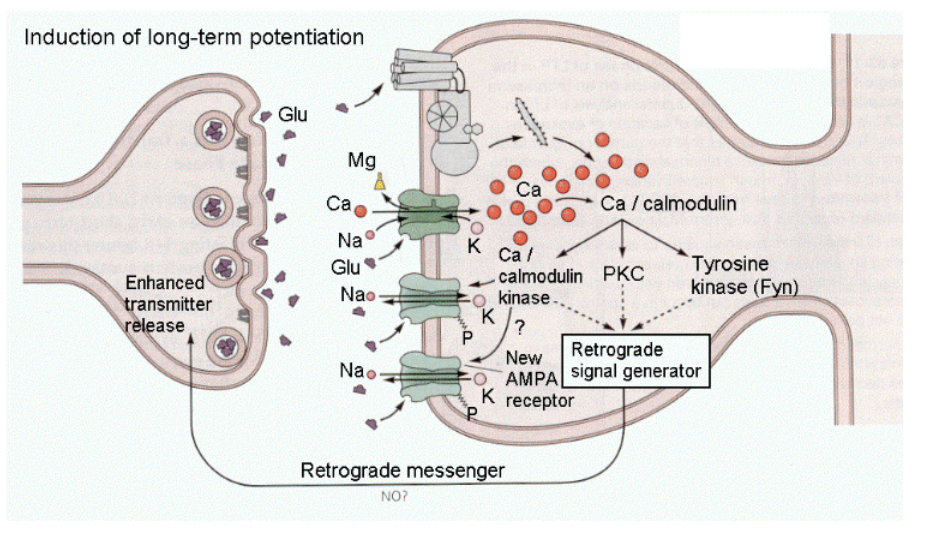 Induction of long-term potentiation
Glu
Mg
Ca
Na
Glu
Na
Na
K
K
K
P
P
Ca
Ca / calmodulin
Ca /
calmodulin
kinase
PKC
Tyrosine
kinase (Fyn)
?
New
AMPA
receptor
Retrograde
signal generator
Enhanced
transmitter
release
Retrograde messenger
NO?